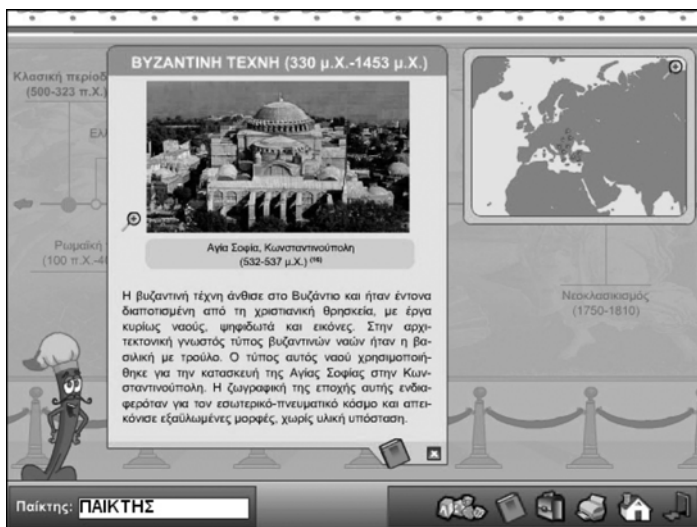 ΒΥΖΑΝΤΙΝΗ ΤΕΧΝΗ (330 μ.Χ.-1453 μ.Χ.)
Κλασική περίοδ
(500-323 π.Χ.)
Ελλ
Ρωμαϊκή
(100 π.Χ.-4
Αγία Σοφία, Κωνσταντινούπολη
(532-537 μ.Χ.) (16)
Η βυζαντινή τέχνη άνθισε στο Βυζάντιο και ήταν έντονα
διαποτισμένη από τη χριστιανική θρησκεία, με έργα
κυρίως ναούς, ψηφιδωτά και εικόνες. Στην αρχι-
τεκτονική γνωστός τύπος βυζαντινών ναών ήταν η βα-
σιλική με τρούλο. Ο τύπος αυτός ναού χρησιμοποιή-
θηκε για την κατασκευή της Αγίας Σοφίας στην Κων-
σταντινούπολη. Η ζωγραφική της εποχής αυτής ενδια-
φερόταν για τον εσωτερικό-πνευματικό κόσμο και απει-
κόνισε εξαϋλωμένες μορφές, χωρίς υλική υπόσταση.
Νεοκλασικισμός
(1750-1810)
Παίκτης: ΠΑΙΚΤΗΣ